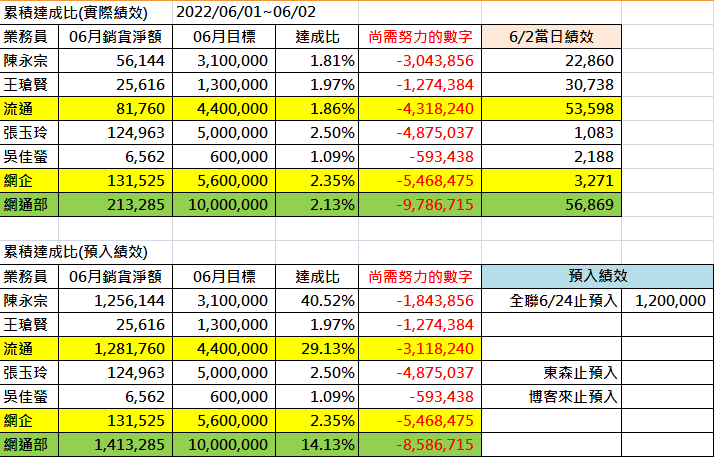 累積達成比(實際績效) 2022/06/01~06/02
業務員 06月銷貨淨額 06月目標 達成比 尚需努力的數字 6/2當日績效
陳永宗 56,144 3,100,000 1.81% -3,043,856 22,860
王瑲賢 25,616 1,300,000 1.97% -1,274,384 30,738
流通 81,760 4,400,000 1.86% -4,318,240 53,598
張玉玲 124,963 5,000,000 2.50% -4,875,037 1,083
吳佳螢 6,562 600,000 1.09% -593,438 2,188
網企 131,525 5,600,000 2.35% -5,468,475 3,271
網通部 213,285 10,000,000 2.13% -9,786,715 56,869
累積達成比(預入績效)
業務員 06月銷貨淨額 06月目標 達成比 尚需努力的數字 預入績效
陳永宗 1,256,144 3,100,000 40.52% -1,843,856 全聯6/24止預入 1,200,000
王瑲賢 25,616 1,300,000 1.97% -1,274,384
流通 1,281,760 4,400,000 29.13% -3,118,240
張玉玲 124,963 5,000,000 2.50% -4,875,037 東森止預入
吳佳螢 6,562 600,000 1.09% -593,438 博客來止預入
網企 131,525 5,600,000 2.35% -5,468,475
網通部 1,413,285 10,000,000 14.13% -8,586,715